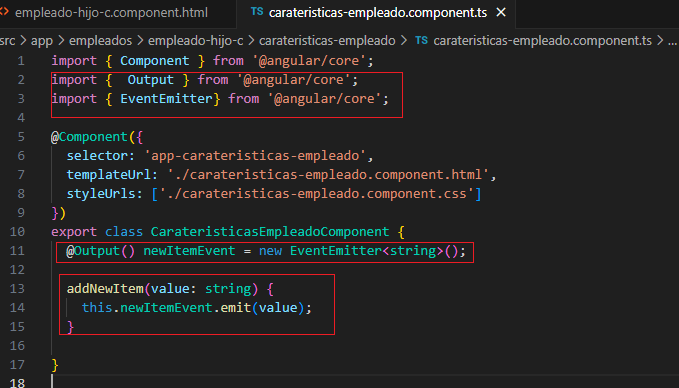 <> empleado-hijo-c.component.html TS carateristicas-empleado.component.ts ×
src > app > empleados > empleado-hijo-c > carateristicas-empleado > TS carateristicas-empleado.component.ts > ...
1 import { Component } from '@angular/core';
2 import {  Output } from '@angular/core';
3 import { EventEmitter} from '@angular/core';
4
5 @Component({
6   selector: 'app-carateristicas-empleado',
7   templateUrl: './carateristicas-empleado.component.html',
8   styleUrls: ['./carateristicas-empleado.component.css']
9 })
10 export class CarateristicasEmpleadoComponent {
11   @Output() newItemEvent = new EventEmitter<string>();
12
13   addNewItem(value: string) {
14     this.newItemEvent.emit(value);
15   }
16
17 }
18